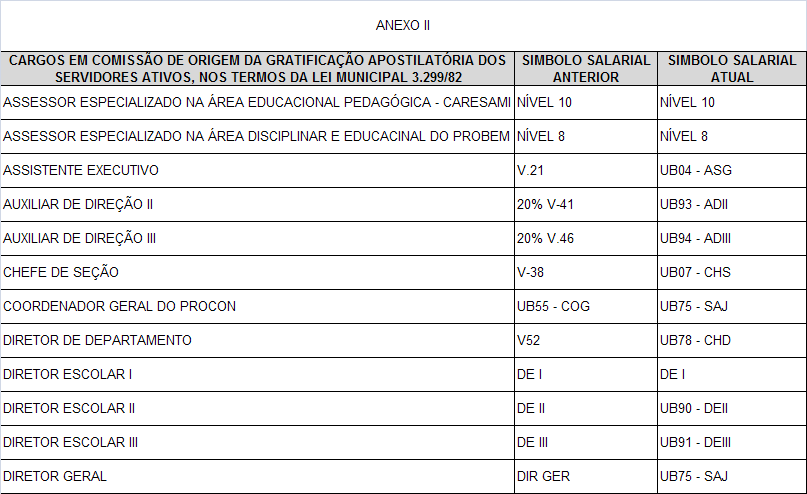 ANEXO II
CARGOS EM COMISSÃO DE ORIGEM DA GRATIFICAÇÃO APOSTILATÓRIA DOS SERVIDORES ATIVOS, NOS TERMOS DA LEI MUNICIPAL 3.299/82 SIMBOLO SALARIAL ANTERIOR SIMBOLO SALARIAL ATUAL
ASSESSOR ESPECIALIZADO NA ÁREA EDUCACIONAL PEDAGÓGICA - CARESAMI NÍVEL 10 NÍVEL 10
ASSESSOR ESPECIALIZADO NA ÁREA DISCIPLINAR E EDUCACINAL DO PROBEM NÍVEL 8 NÍVEL 8
ASSISTENTE EXECUTIVO V.21 UB04 - ASG
AUXILIAR DE DIREÇÃO II 20% V-41 UB93 - ADII
AUXILIAR DE DIREÇÃO III 20% V.46 UB94 - ADIII
CHEFE DE SEÇÃO V-38 UB07 - CHS
COORDENADOR GERAL DO PROCON UB55 - COG UB75 - SAJ
DIRETOR DE DEPARTAMENTO V52 UB78 - CHD
DIRETOR ESCOLAR I DE I DE I
DIRETOR ESCOLAR II DE II UB90 - DEII
DIRETOR ESCOLAR III DE III UB91 - DEIII
DIRETOR GERAL DIR GER UB75 - SAJ